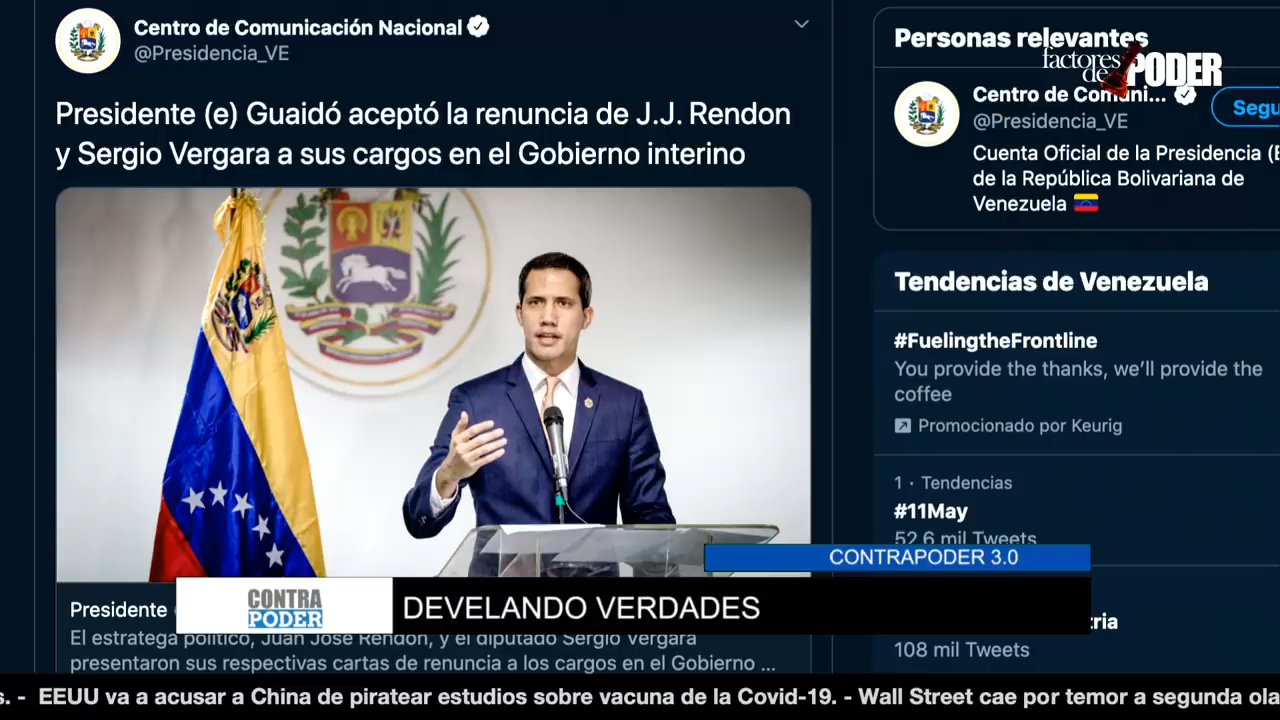 Centro de Comunicación Nacional
@Presidencia_VE
Presidente (e) Guaidó aceptó la renuncia de J.J. Rendon
y Sergio Vergara a sus cargos en el Gobierno interino
Presidente
El estratega político, Juan José Rendón, y el diputado Sergio Vergara
presentaron sus respectivas cartas de renuncia a los cargos en el Gobierno ...
Personas relevantes
factores
de PODER
Centro de Comuni...
@Presidencia_VE
Segu
Cuenta Oficial de la Presidencia (E
de la República Bolivariana de
Venezuela
Tendencias de Venezuela
#FuelingtheFrontline
You provide the thanks, we'll provide the
coffee
Promocionado por Keurig
1 · Tendencias
#11May
52,6 mil Tweets
108 mil Tweets
CONTRAPODER 3.0
CONTRA
PODER
DEVELANDO VERDADES
s. - EEUU va a acusar a China de piratear estudios sobre vacuna de la Covid-19. - Wall Street cae por temor a segunda ola